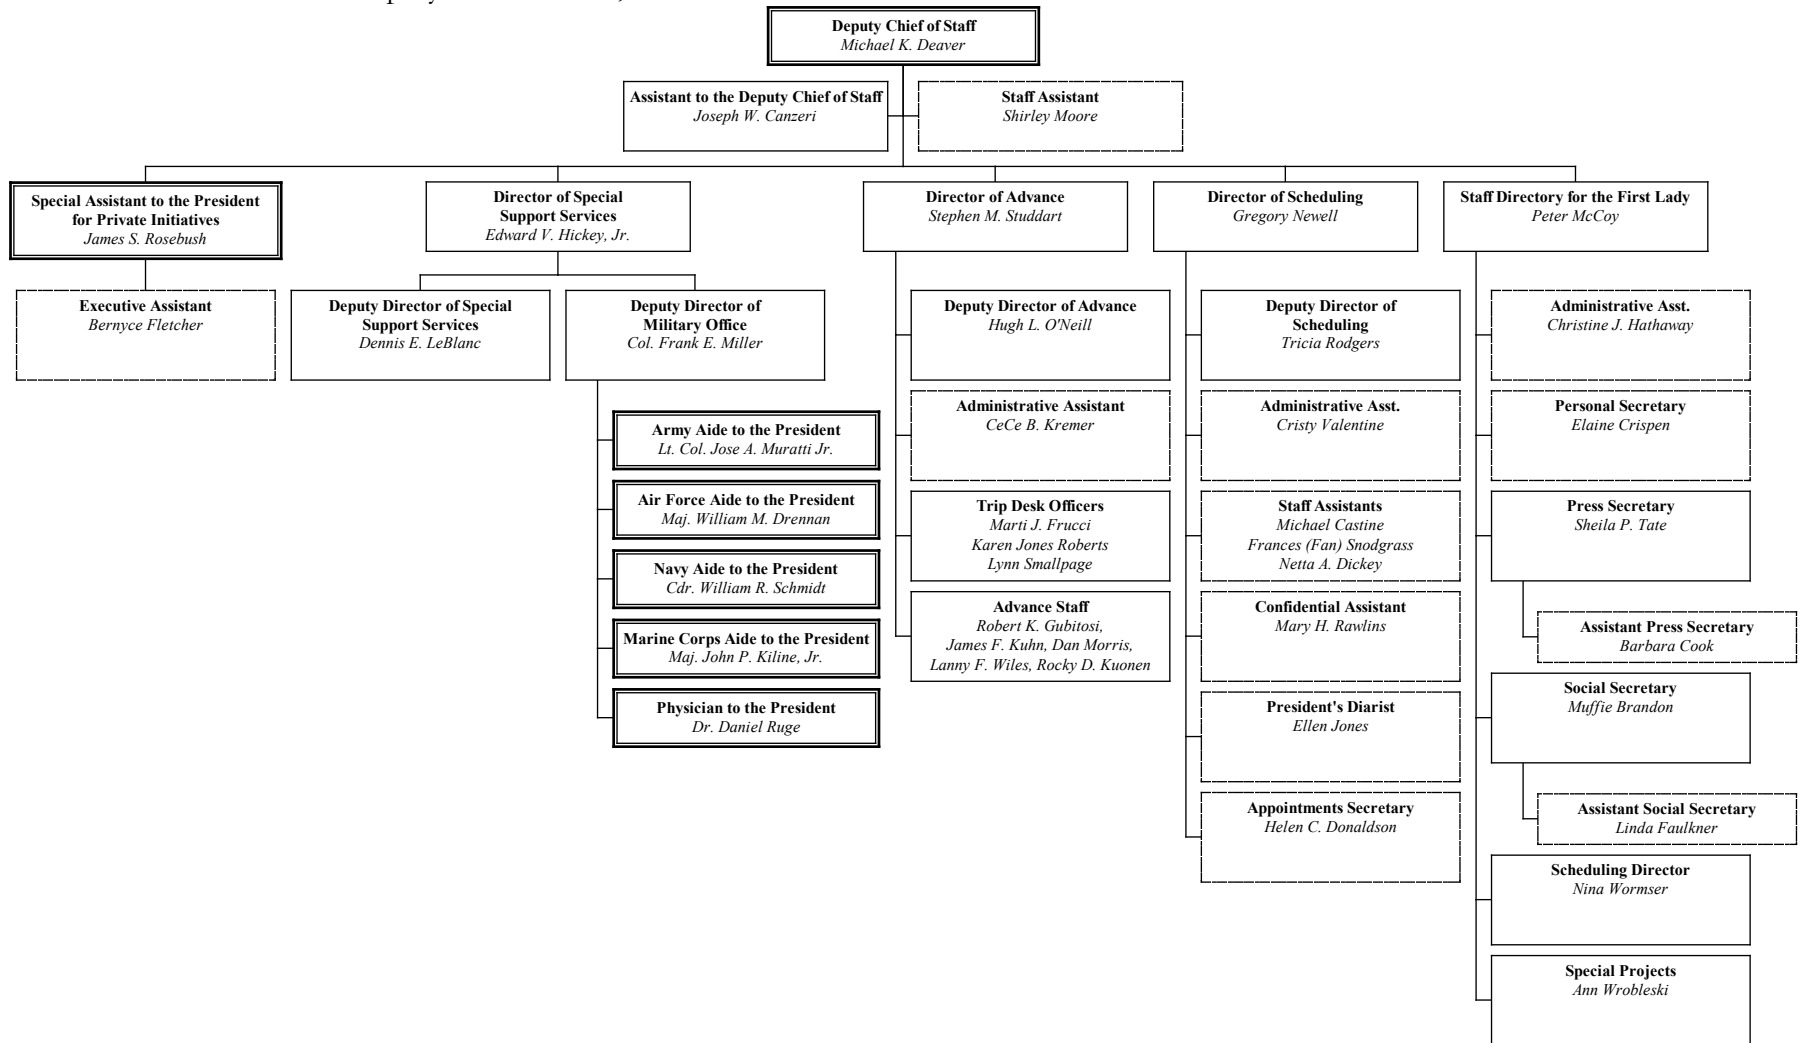 Deputy Chief of Staff
Michael K. Deaver
Assistant to the Deputy Chief of Staff
Joseph W. Canzeri
Staff Assistant
Shirley Moore
Special Assistant to the President
for Private Initiatives
James S. Rosebush
Director of Special
Support Services
Edward V. Hickey, Jr.
Director of Advance
Stephen M. Studdart
Director of Scheduling
Gregory Newell
Staff Directory for the First Lady
Peter McCoy
Executive Assistant
Bernyce Fletcher
Deputy Director of Special
Support Services
Dennis E. LeBlanc
Deputy Director of
Military Office
Col. Frank E. Miller
Army Aide to the President
Lt. Col. Jose A. Muratti Jr.
Air Force Aide to the President
Maj. William M. Drennan
Navy Aide to the President
Cdr. William R. Schmidt
Marine Corps Aide to the President
Maj. John P. Kiline, Jr.
Physician to the President
Dr. Daniel Ruge
Deputy Director of Advance
Hugh L. O'Neill
Administrative Assistant
CeCe B. Kremer
Trip Desk Officers
Marti J. Frucci
Karen Jones Roberts
Lynn Smallpage
Advance Staff
Robert K. Gubitosi,
James F. Kuhn, Dan Morris,
Lanny F. Wiles, Rocky D. Kuonen
Deputy Director of
Scheduling
Tricia Rodgers
Administrative Asst.
Cristy Valentine
Staff Assistants
Michael Castine
Frances (Fan) Snodgrass
Netta A. Dickey
Confidential Assistant
Mary H. Rawlins
President's Diarist
Ellen Jones
Appointments Secretary
Helen C. Donaldson
Administrative Asst.
Christine J. Hathaway
Personal Secretary
Elaine Crispen
Press Secretary
Sheila P. Tate
Assistant Press Secretary
Barbara Cook
Social Secretary
Muffie Brandon
Assistant Social Secretary
Linda Faulkner
Scheduling Director
Nina Wormser
Special Projects
Ann Wrobleski